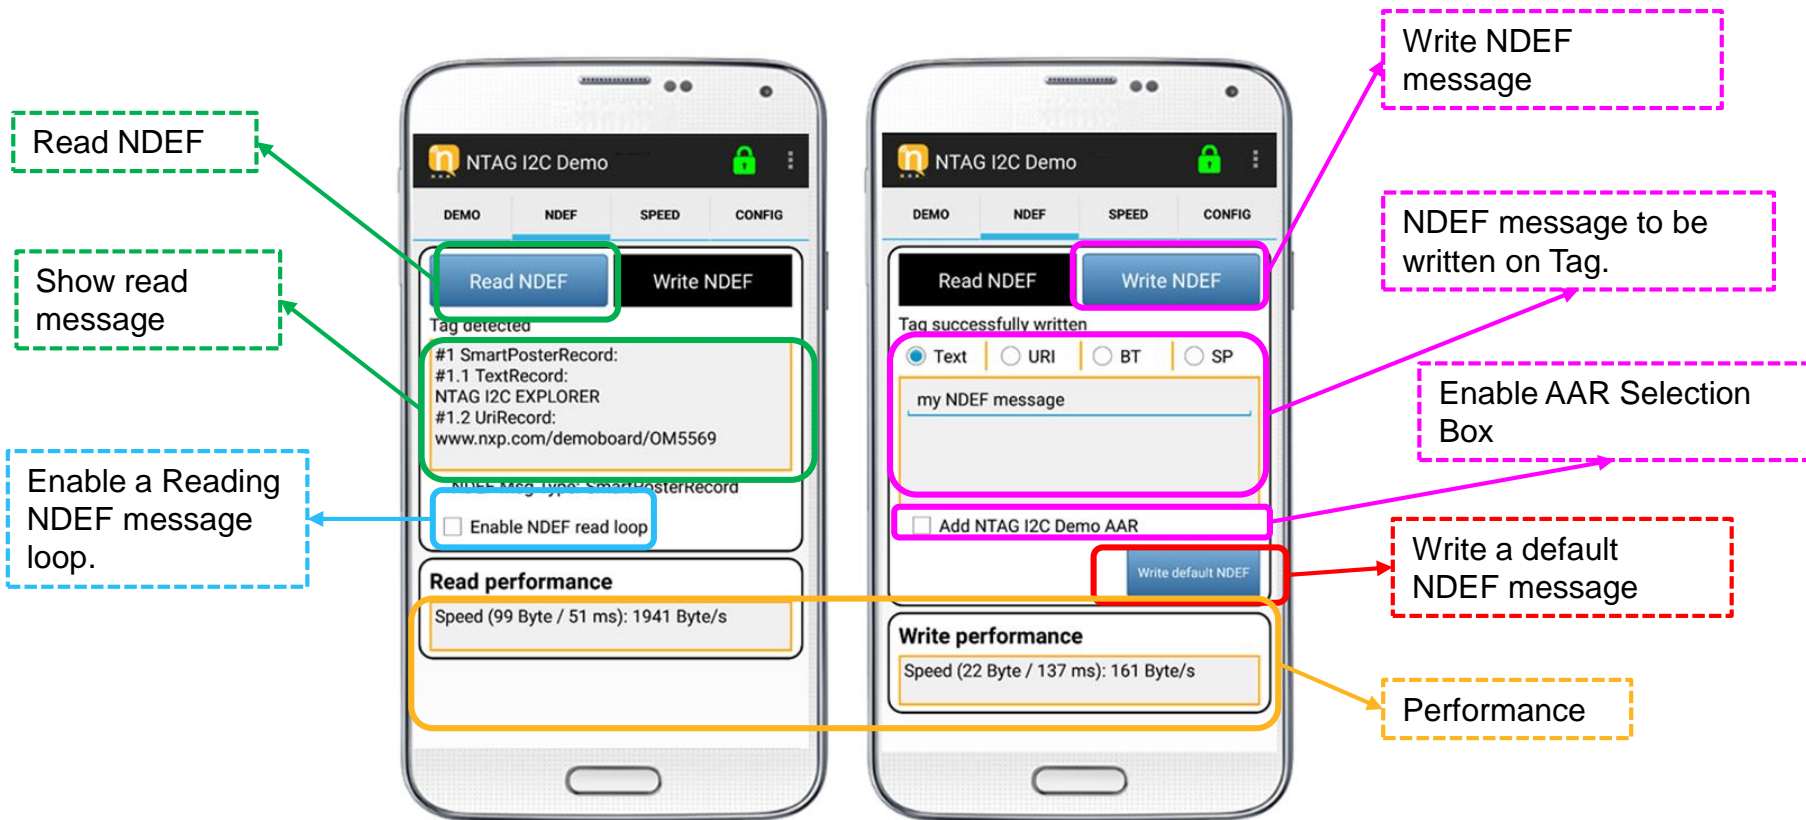 Read NDEF
Show read
message
Enable a Reading
NDEF message
loop.
NTAG I2C Demo
DEMO NDEF SPEED CONFIG
Read NDEF Write NDEF
Tag detected
#1 SmartPosterRecord:
#1.1 TextRecord:
NTAG I2C EXPLORER
#1.2 UriRecord:
www.nxp.com/demoboard/OM5569
NDEF Msg Type: SmartPosterRecord
Enable NDEF read loop
Read performance
Speed (99 Byte / 51 ms): 1941 Byte/s
NTAG I2C Demo
DEMO NDEF SPEED CONFIG
Read NDEF Write NDEF
Tag successfully written
Text URI BT SP
my NDEF message
Add NTAG I2C Demo AAR
Write default NDEF
Write performance
Speed (22 Byte / 137 ms): 161 Byte/s
Write NDEF
message
NDEF message to be
written on Tag.
Enable AAR Selection
Box
Write a default
NDEF message
Performance